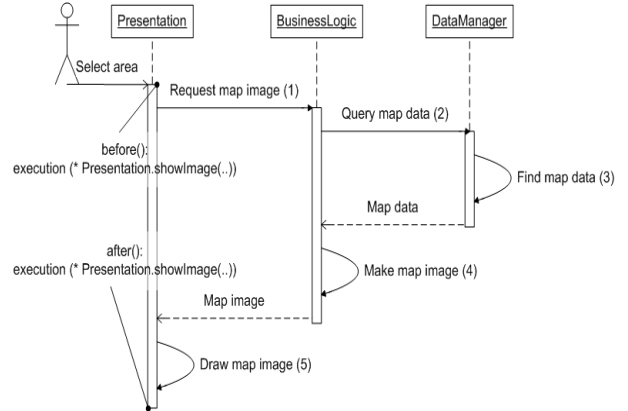 Presentation
BusinessLogic
DataManager
Select area
Request map image (1)
Query map data (2)
before():
execution (* Presentation.showImage(..))
Find map data (3)
Map data
after():
execution (* Presentation.showImage(..))
Make map image (4)
Map image
Draw map image (5)